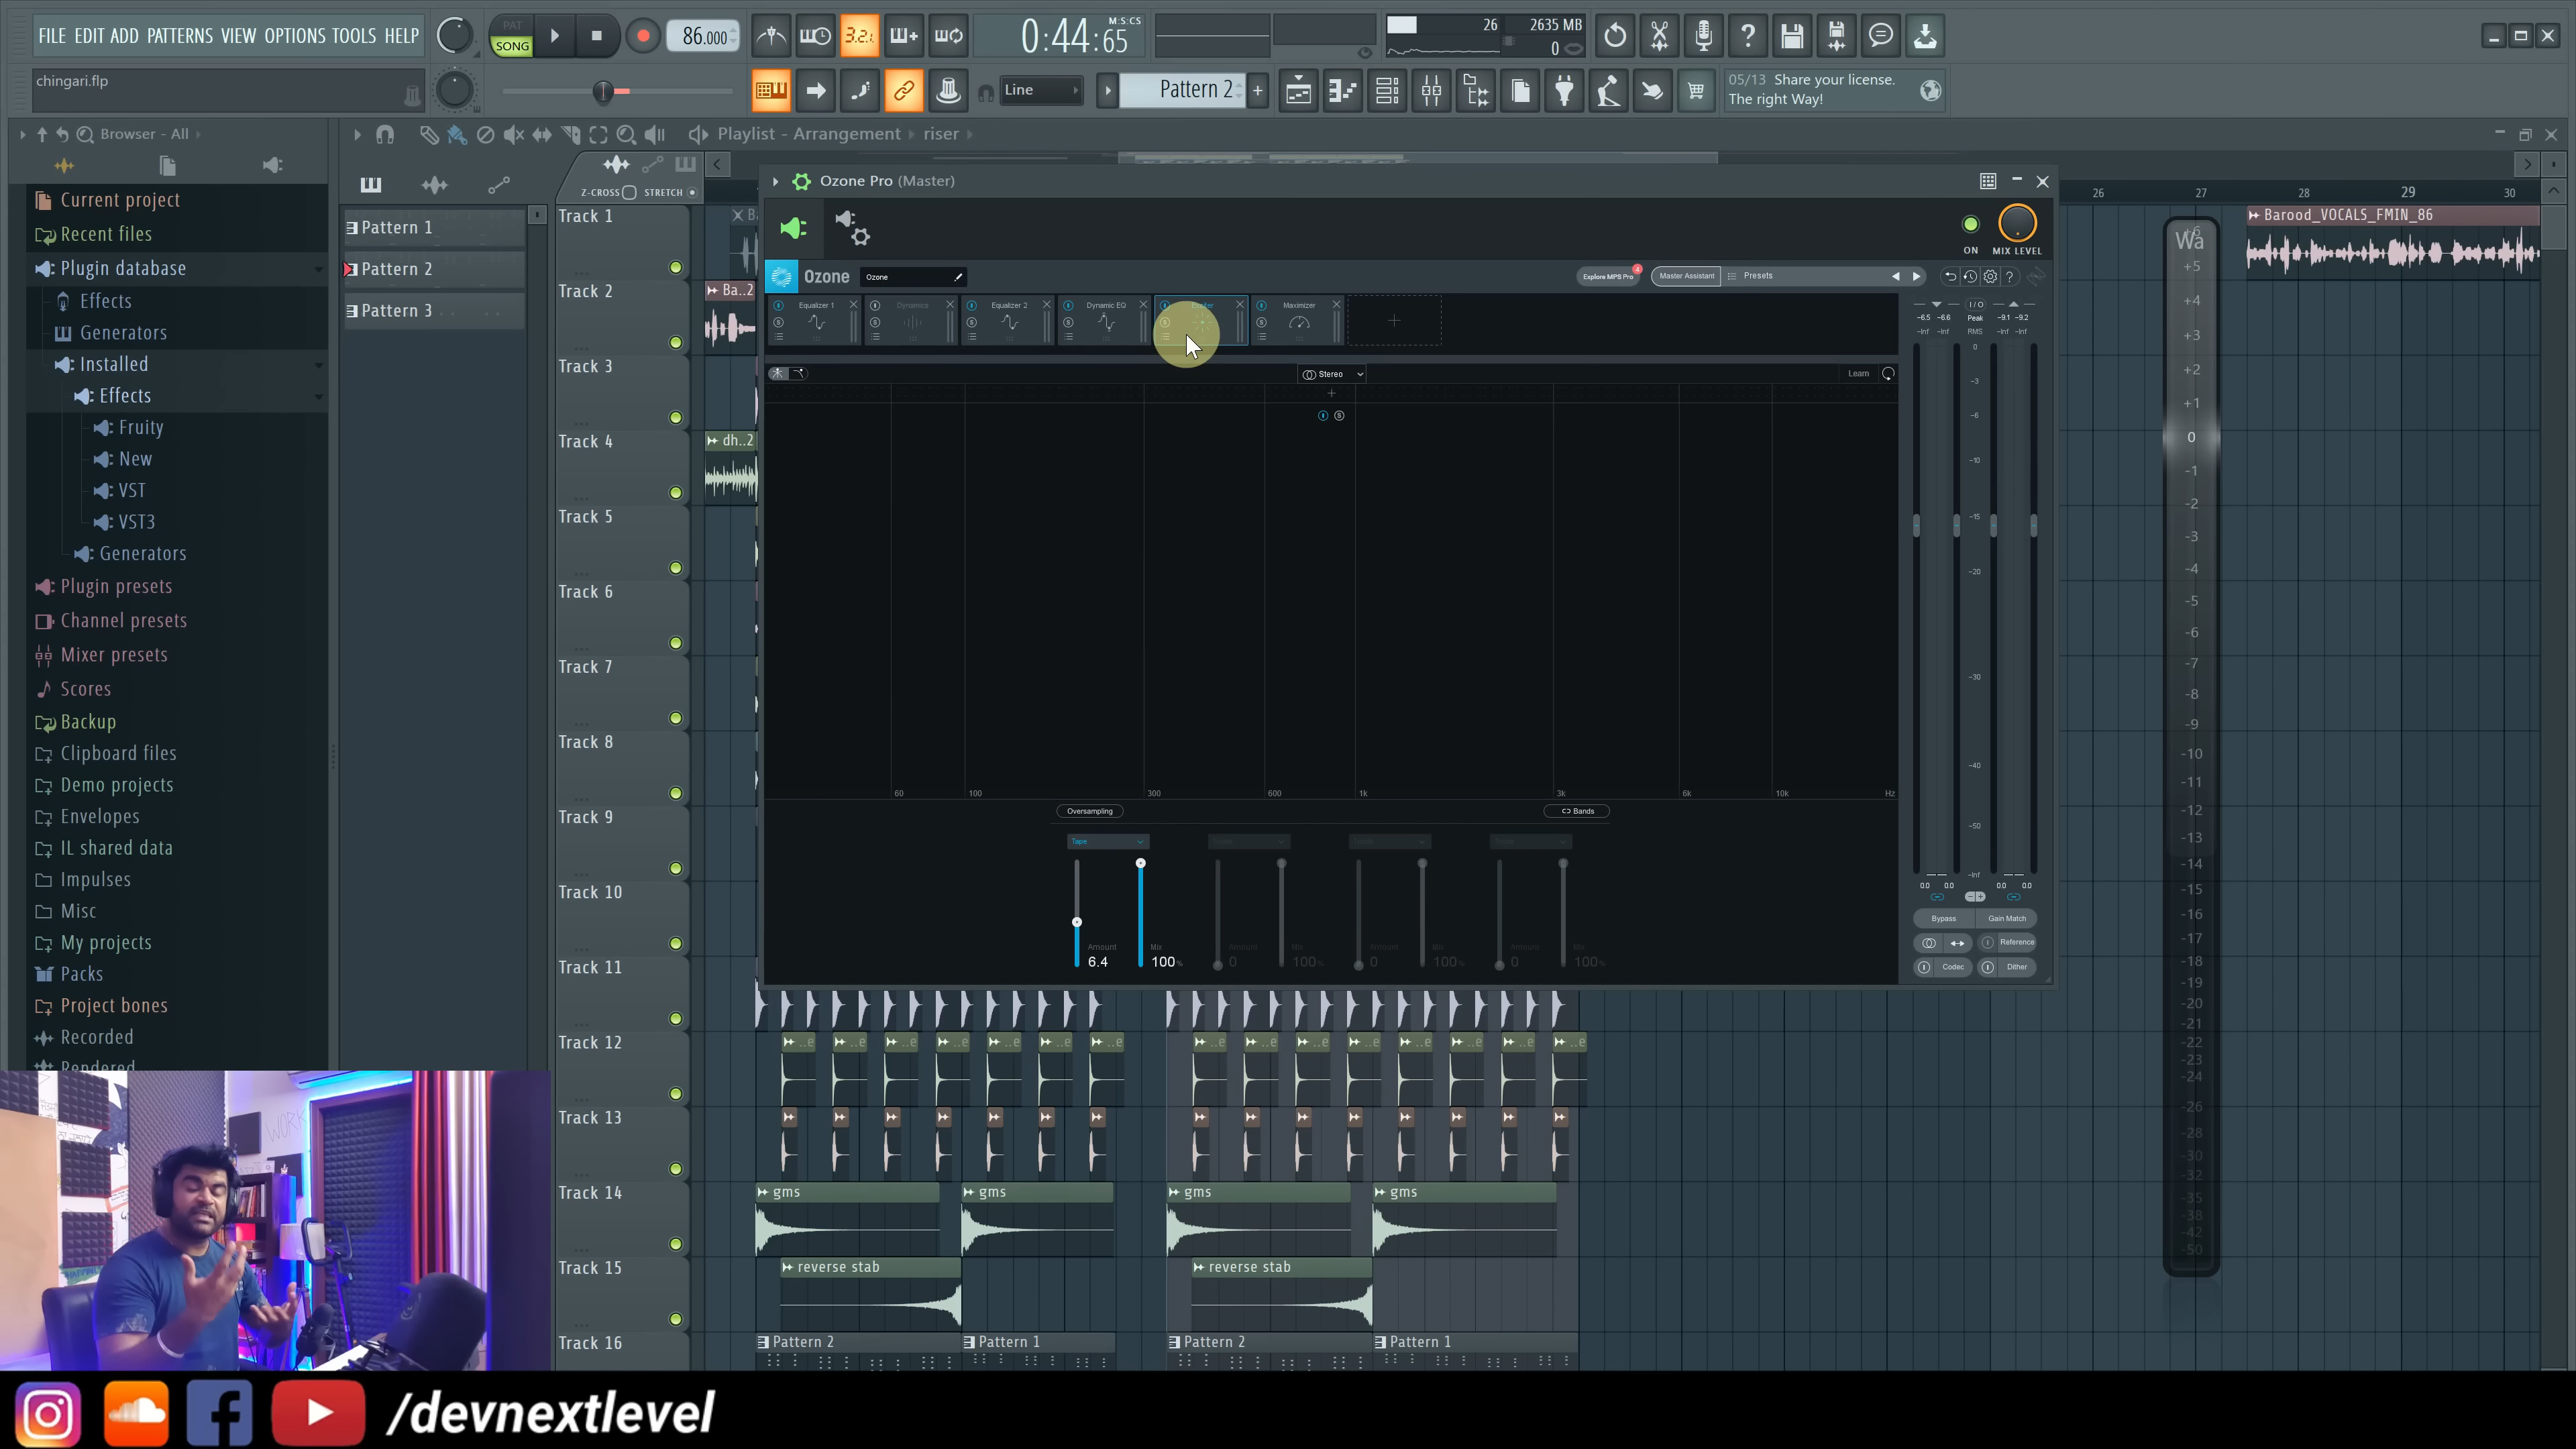 FILE EDIT ADD PATTERNS VIEW OPTIONS TOOLS HELP
PAT
SONG
86.000
3.2.1
0:44:65
M:S:CS
26
2635 MB
0
chingari.flp
Line
Pattern 2
05/13 Share your license.
The right Way!
Browser - All
Playlist - Arrangement
riser
Current project
Recent files
Plugin database
Effects
Generators
Installed
Effects
Fruity
New
VST
VST3
Generators
Plugin presets
Channel presets
Mixer presets
Scores
Backup
Clipboard files
Demo projects
Envelopes
IL shared data
Impulses
Misc
My projects
Packs
Project bones
Recorded
Rendered
Pattern 1
Pattern 2
Pattern 3
Z-CROSS
STRETCH
Track 1
Track 2
Track 3
Track 4
Track 5
Track 6
Track 7
Track 8
Track 9
Track 10
Track 11
Track 12
Track 13
Track 14
Track 15
Track 16
Ba..2
dh..2
Ozone Pro (Master)
ON
MIX LEVEL
Ozone
Ozone
Explore MPS Pro
4
Master Assistant
Presets
Equalizer 1
Dynamics
Equalizer 2
Dynamic EQ
Maximizer
Stereo
Learn
I / O
-6.5 -6.6 Peak -9.1 -9.2
-Inf -Inf RMS -Inf -Inf
0
-3
-6
-10
-15
-20
-30
-40
-50
-Inf
0.0 0.0 0.0 0.0
Bypass
Gain Match
Reference
Codec
Dither
60 100 300 600 1k 3k 6k 10k Hz
Oversampling
Bands
Tape
Amount
6.4
Mix
100%
Amount
0
Mix
100%
Amount
0
Mix
100%
Amount
0
Mix
100%
26 27 28 29 30
Barood_VOCALS_FMIN_86
Wa
+5
+4
+3
+2
+1
0
-1
-2
-3
-4
-5
-6
-7
-8
-9
-10
-11
-12
-13
-14
-15
-16
-17
-18
-19
-20
-21
-22
-23
-24
-26
-28
-30
-32
-35
-38
-42
-50
..e ..e ..e ..e ..e ..e ..e
..e ..e ..e ..e ..e ..e ..e ..e
gms
gms
gms
gms
reverse stab
reverse stab
Pattern 2
Pattern 1
Pattern 2
Pattern 1
WORK
/devnextlevel